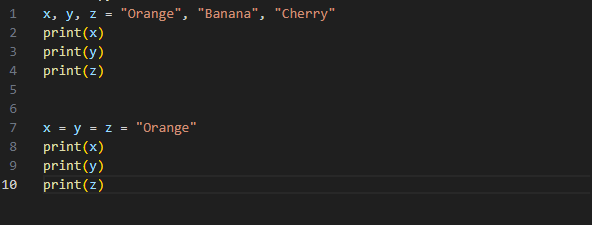 1 x, y, z = "Orange", "Banana", "Cherry"
2 print(x)
3 print(y)
4 print(z)
5
6
7 x = y = z = "Orange"
8 print(x)
9 print(y)
10 print(z)